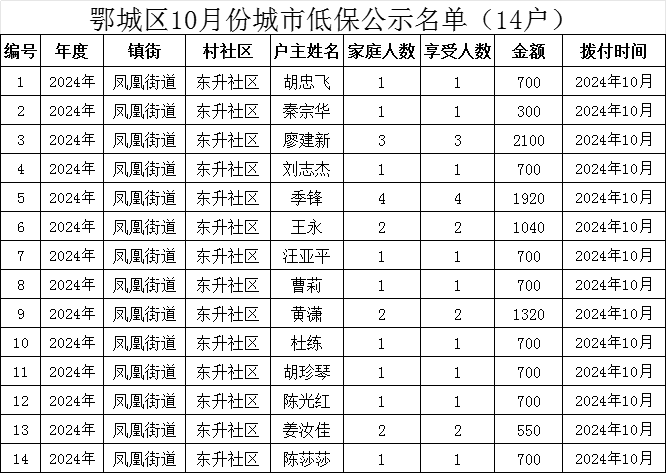 鄂城区10月份城市低保公示名单（14户）
编号 年度 镇街 村社区 户主姓名 家庭人数 享受人数 金额 拨付时间
1 2024年 凤凰街道 东升社区 胡忠飞 1 1 700 2024年10月
2 2024年 凤凰街道 东升社区 秦宗华 1 1 300 2024年10月
3 2024年 凤凰街道 东升社区 廖建新 3 3 2100 2024年10月
4 2024年 凤凰街道 东升社区 刘志杰 1 1 700 2024年10月
5 2024年 凤凰街道 东升社区 季锋 4 4 1920 2024年10月
6 2024年 凤凰街道 东升社区 王永 2 2 1040 2024年10月
7 2024年 凤凰街道 东升社区 汪亚平 1 1 700 2024年10月
8 2024年 凤凰街道 东升社区 曹莉 1 1 700 2024年10月
9 2024年 凤凰街道 东升社区 黄潇 2 2 1320 2024年10月
10 2024年 凤凰街道 东升社区 杜练 1 1 700 2024年10月
11 2024年 凤凰街道 东升社区 胡珍琴 1 1 700 2024年10月
12 2024年 凤凰街道 东升社区 陈光红 1 1 700 2024年10月
13 2024年 凤凰街道 东升社区 姜汝佳 2 2 550 2024年10月
14 2024年 凤凰街道 东升社区 陈莎莎 1 1 700 2024年10月